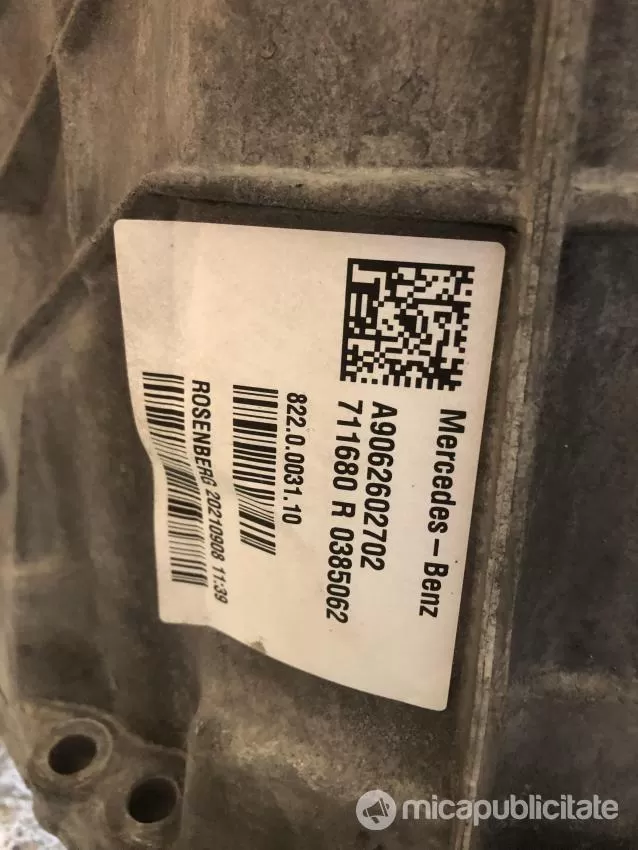 Mercedes-Benz
A9062602702
711680 R 0385062
822.0.0031.10
ROSENBERG 20210908 11:39
micapublicitate